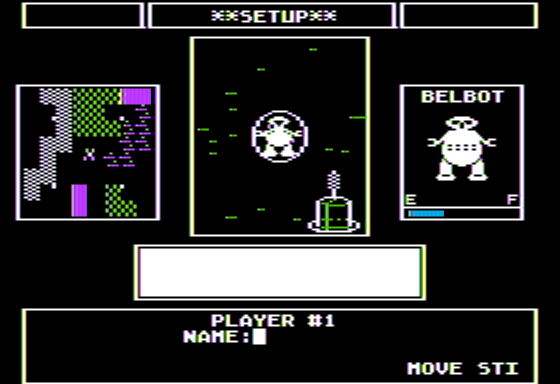 **SETUP**
BELBOT
E F
PLAYER #1
NAME:
MOVE STI